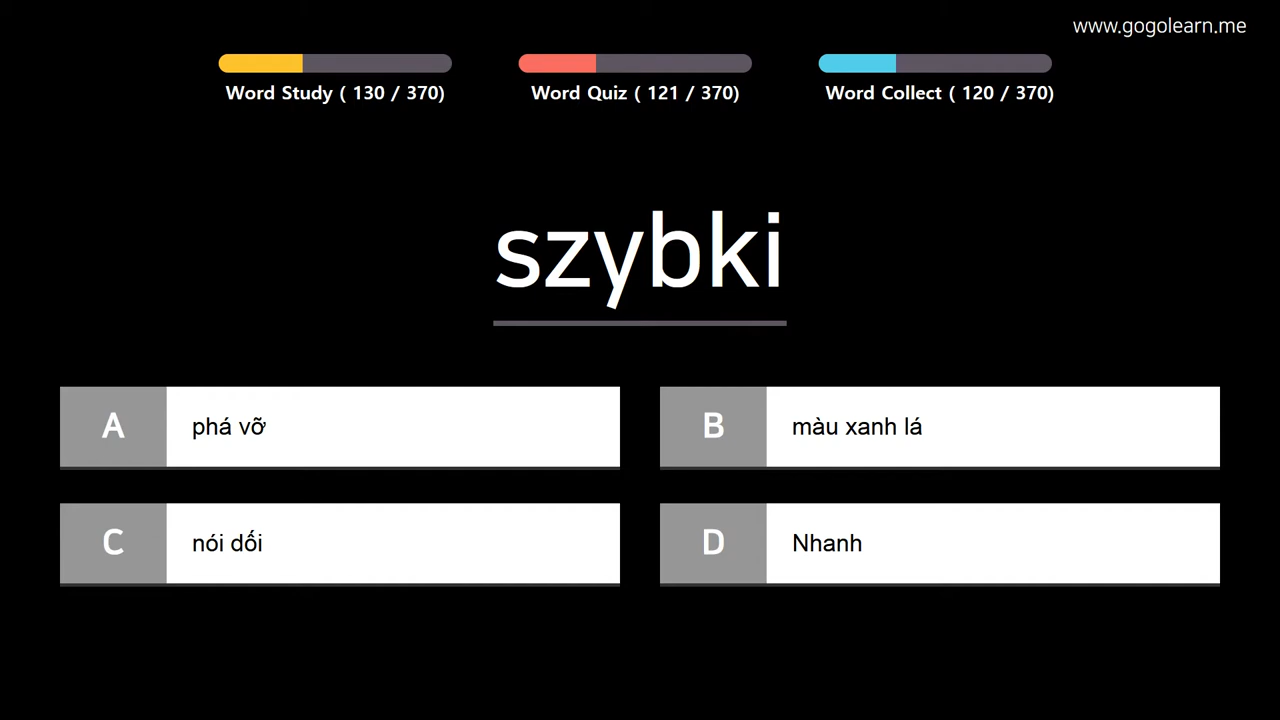 www.gogolearn.me
Word Study ( 130 / 370)
Word Quiz ( 121 / 370)
Word Collect ( 120 / 370)
szybki
A phá vỡ
B màu xanh lá
C nói dối
D Nhanh